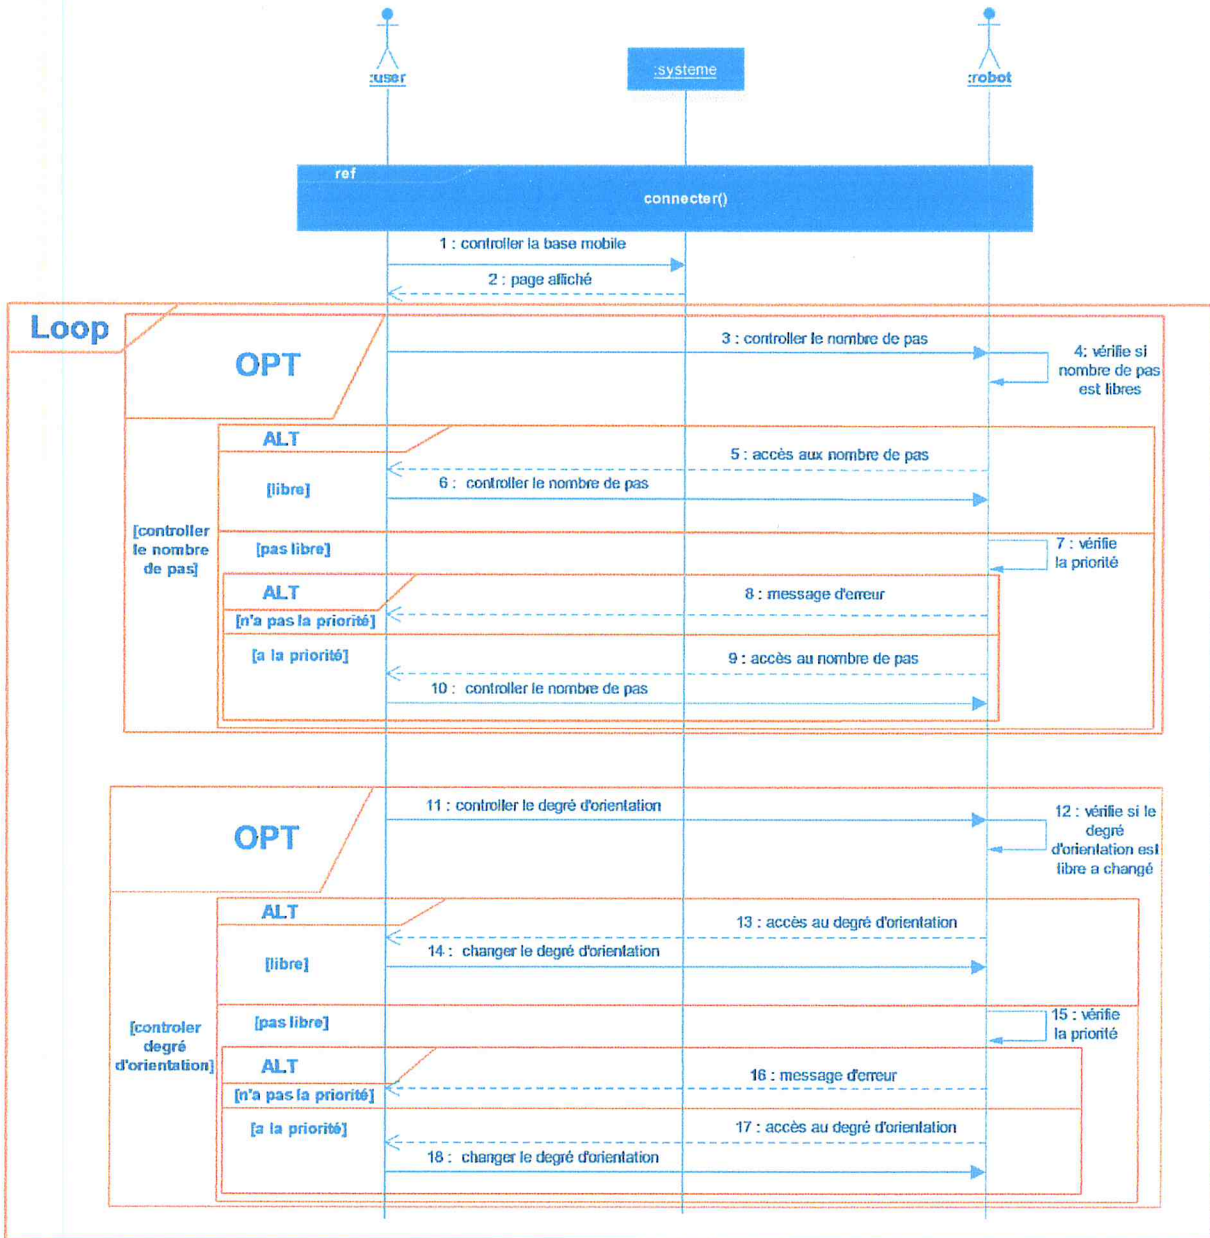 :user
:systeme
:robot
ref
connecter()
1 : controller la base mobile
2 : page affiché
Loop
OPT
3 : controller le nombre de pas
4: vérifie si
nombre de pas
est libres
ALT
5 : accès aux nombre de pas
[libre]
6 : controller le nombre de pas
[controller
le nombre
de pas]
[pas libre]
7 : vérifie
la priorité
ALT
8 : message d'erreur
[n'a pas la priorité]
[a la priorité]
9 : accès au nombre de pas
10 : controller le nombre de pas
OPT
11 : controller le degré d'orientation
12 : vérifie si le
degré
d'orientation est
libre a changé
ALT
13 : accès au degré d'orientation
[libre]
14 : changer le degré d'orientation
[controler
degré
d'orientation]
[pas libre]
15 : vérifie
la priorité
ALT
16 : message d'erreur
[n'a pas la priorité]
[a la priorité]
17 : accès au degré d'orientation
18 : changer le degré d'orientation